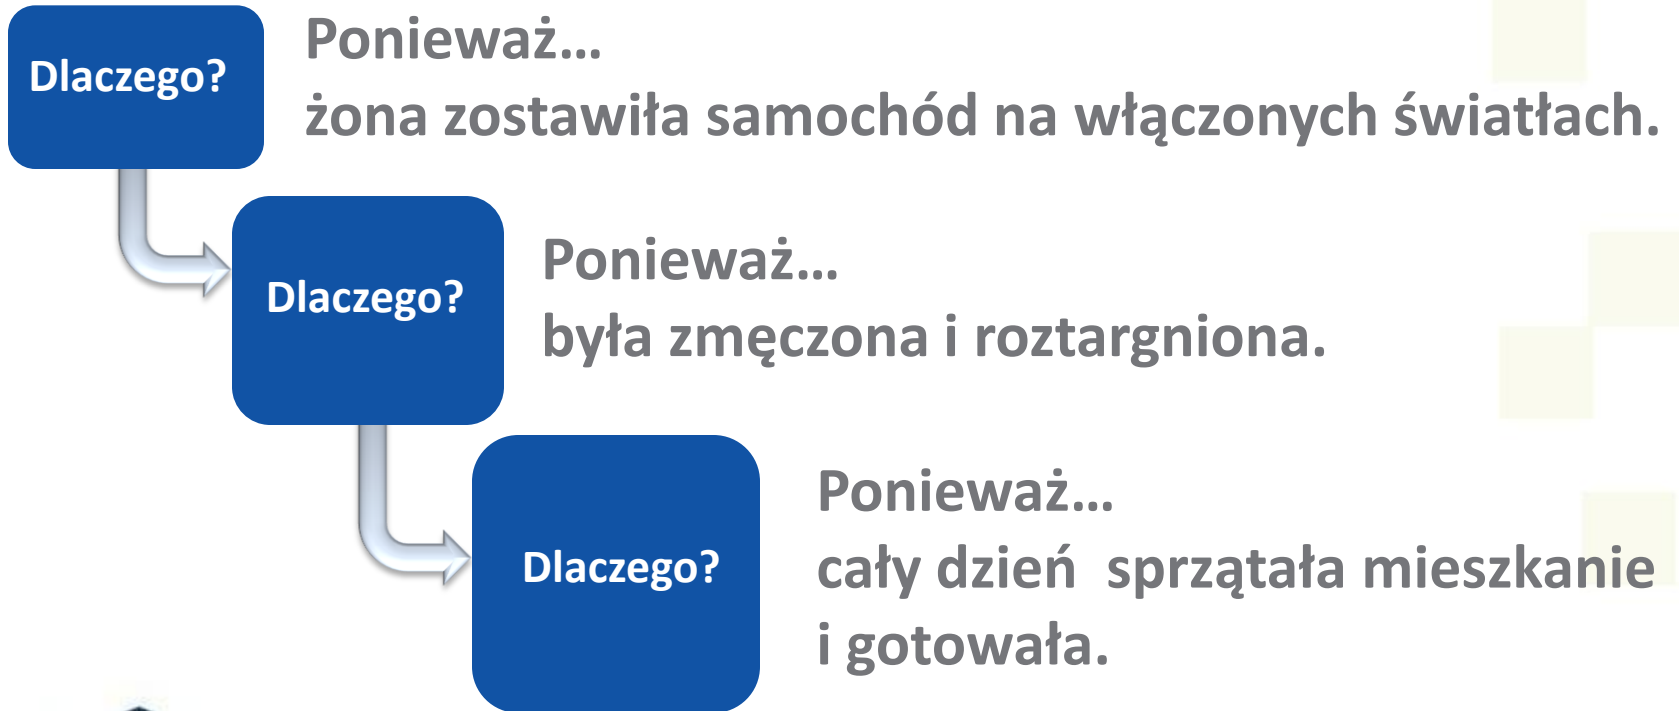 Dlaczego?
Ponieważ...
żona zostawiła samochód na włączonych światłach.
Dlaczego?
Ponieważ...
była zmęczona i roztargniona.
Dlaczego?
Ponieważ...
cały dzień sprzątała mieszkanie
i gotowała.